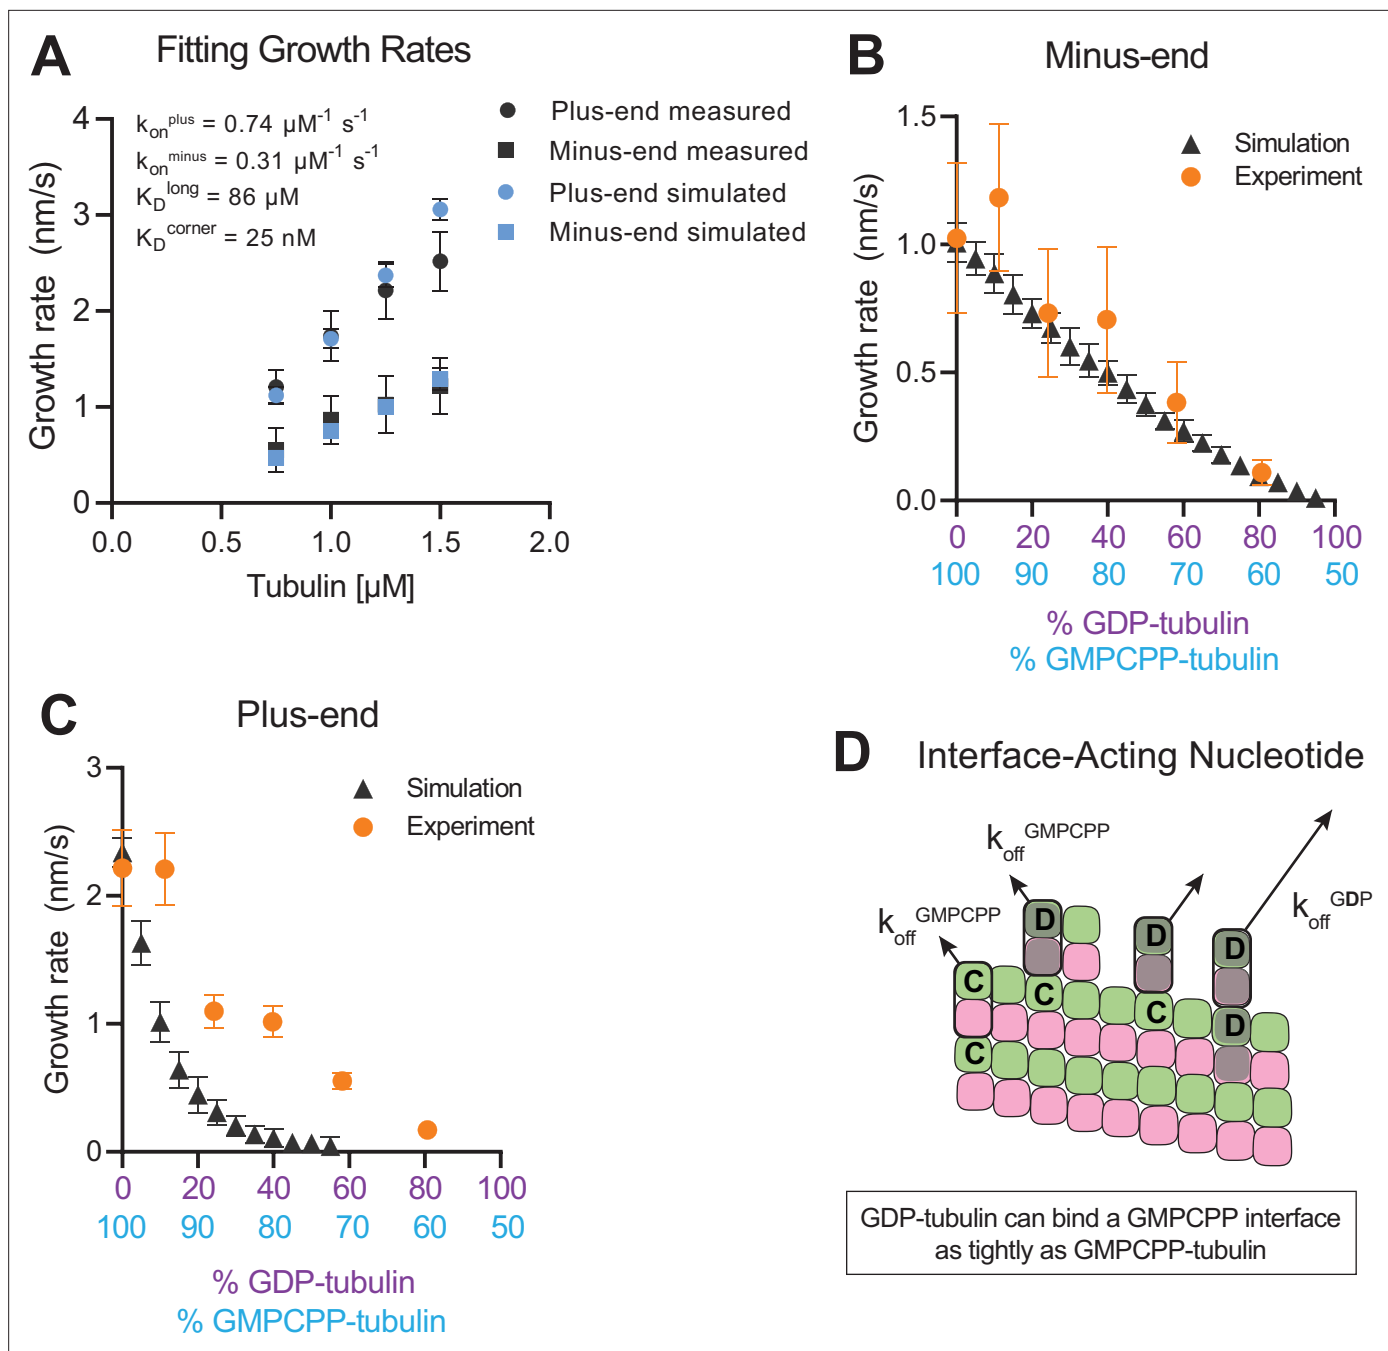 A
Fitting Growth Rates
4
3
2
1
0
Growth rate (nm/s)
0.0
0.5
1.0
1.5
2.0
Tubulin [µM]
k_on^plus = 0.74 µM^-1 s^-1
k_on^minus = 0.31 µM^-1 s^-1
K_D^long = 86 µM
K_D^corner = 25 nM
Plus-end measured
Minus-end measured
Plus-end simulated
Minus-end simulated
B
Minus-end
1.5
1.0
0.5
0.0
Growth rate (nm/s)
Simulation
Experiment
0 20 40 60 80 100
100 90 80 70 60 50
% GDP-tubulin
% GMPCPP-tubulin
C
Plus-end
3
2
1
0
Growth rate (nm/s)
Simulation
Experiment
0 20 40 60 80 100
100 90 80 70 60 50
% GDP-tubulin
% GMPCPP-tubulin
D
Interface-Acting Nucleotide
k_off^GMPCPP
k_off^GMPCPP
k_off^GDP
D
D
D
C
C
C
D
C
GDP-tubulin can bind a GMPCPP interface
as tightly as GMPCPP-tubulin